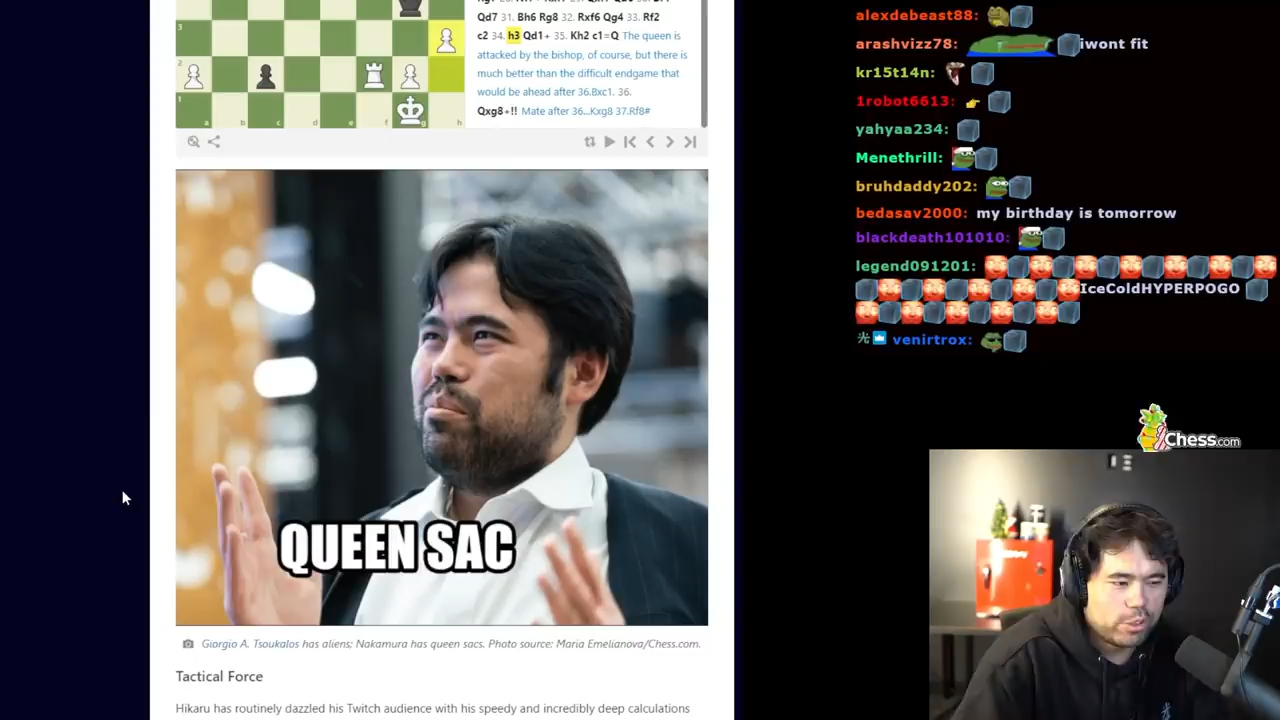 Qd7 31. Bh6 Rg8 32. Rxf6 Qg4 33. Rf2
c2 34. h3 Qd1+ 35. Kh2 c1=Q The queen is
attacked by the bishop, of course, but there is
much better than the difficult endgame that
would be ahead after 36.Bxc1. 36.
Qxg8+!! Mate after 36...Kxg8 37.Rf8#
3
2
1
a b c d e f g h
QUEEN SAC
Giorgio A. Tsoukalos has aliens; Nakamura has queen sacs. Photo source: Maria Emelianova/Chess.com.
Tactical Force
Hikaru has routinely dazzled his Twitch audience with his speedy and incredibly deep calculations
alexdebeast88:
arashvizz78: iwont fit
kr15t14n:
1robot6613:
yahyaa234:
Menethrill:
bruhdaddy202:
bedasav2000: my birthday is tomorrow
blackdeath101010:
legend091201:
IceColdHYPERPOGO
光 venirtrox:
Chess.com